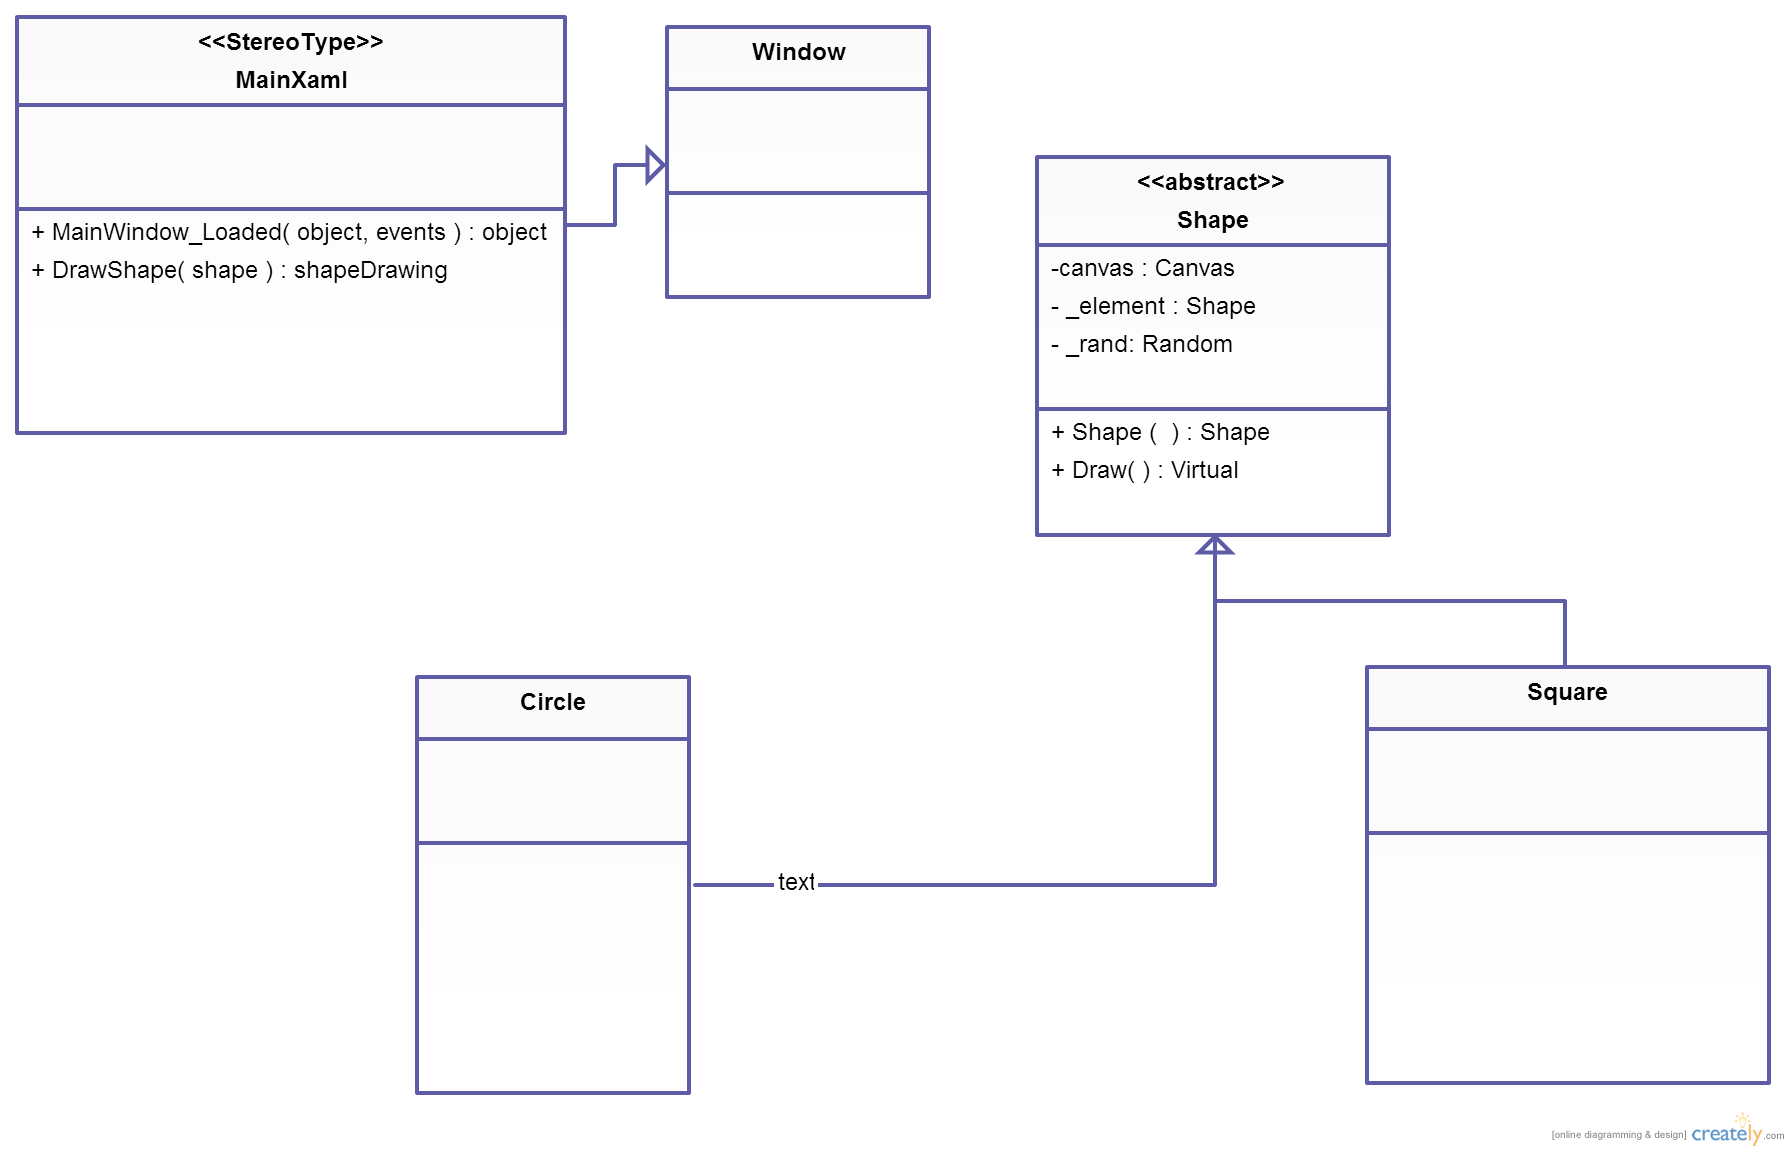 <<StereoType>>
MainXaml
+ MainWindow_Loaded( object, events ) : object
+ DrawShape( shape ) : shapeDrawing
Window
<<abstract>>
Shape
-canvas : Canvas
- _element : Shape
- _rand: Random
+ Shape (  ) : Shape
+ Draw( ) : Virtual
Circle
text
Square
[online diagramming & design] creately.com